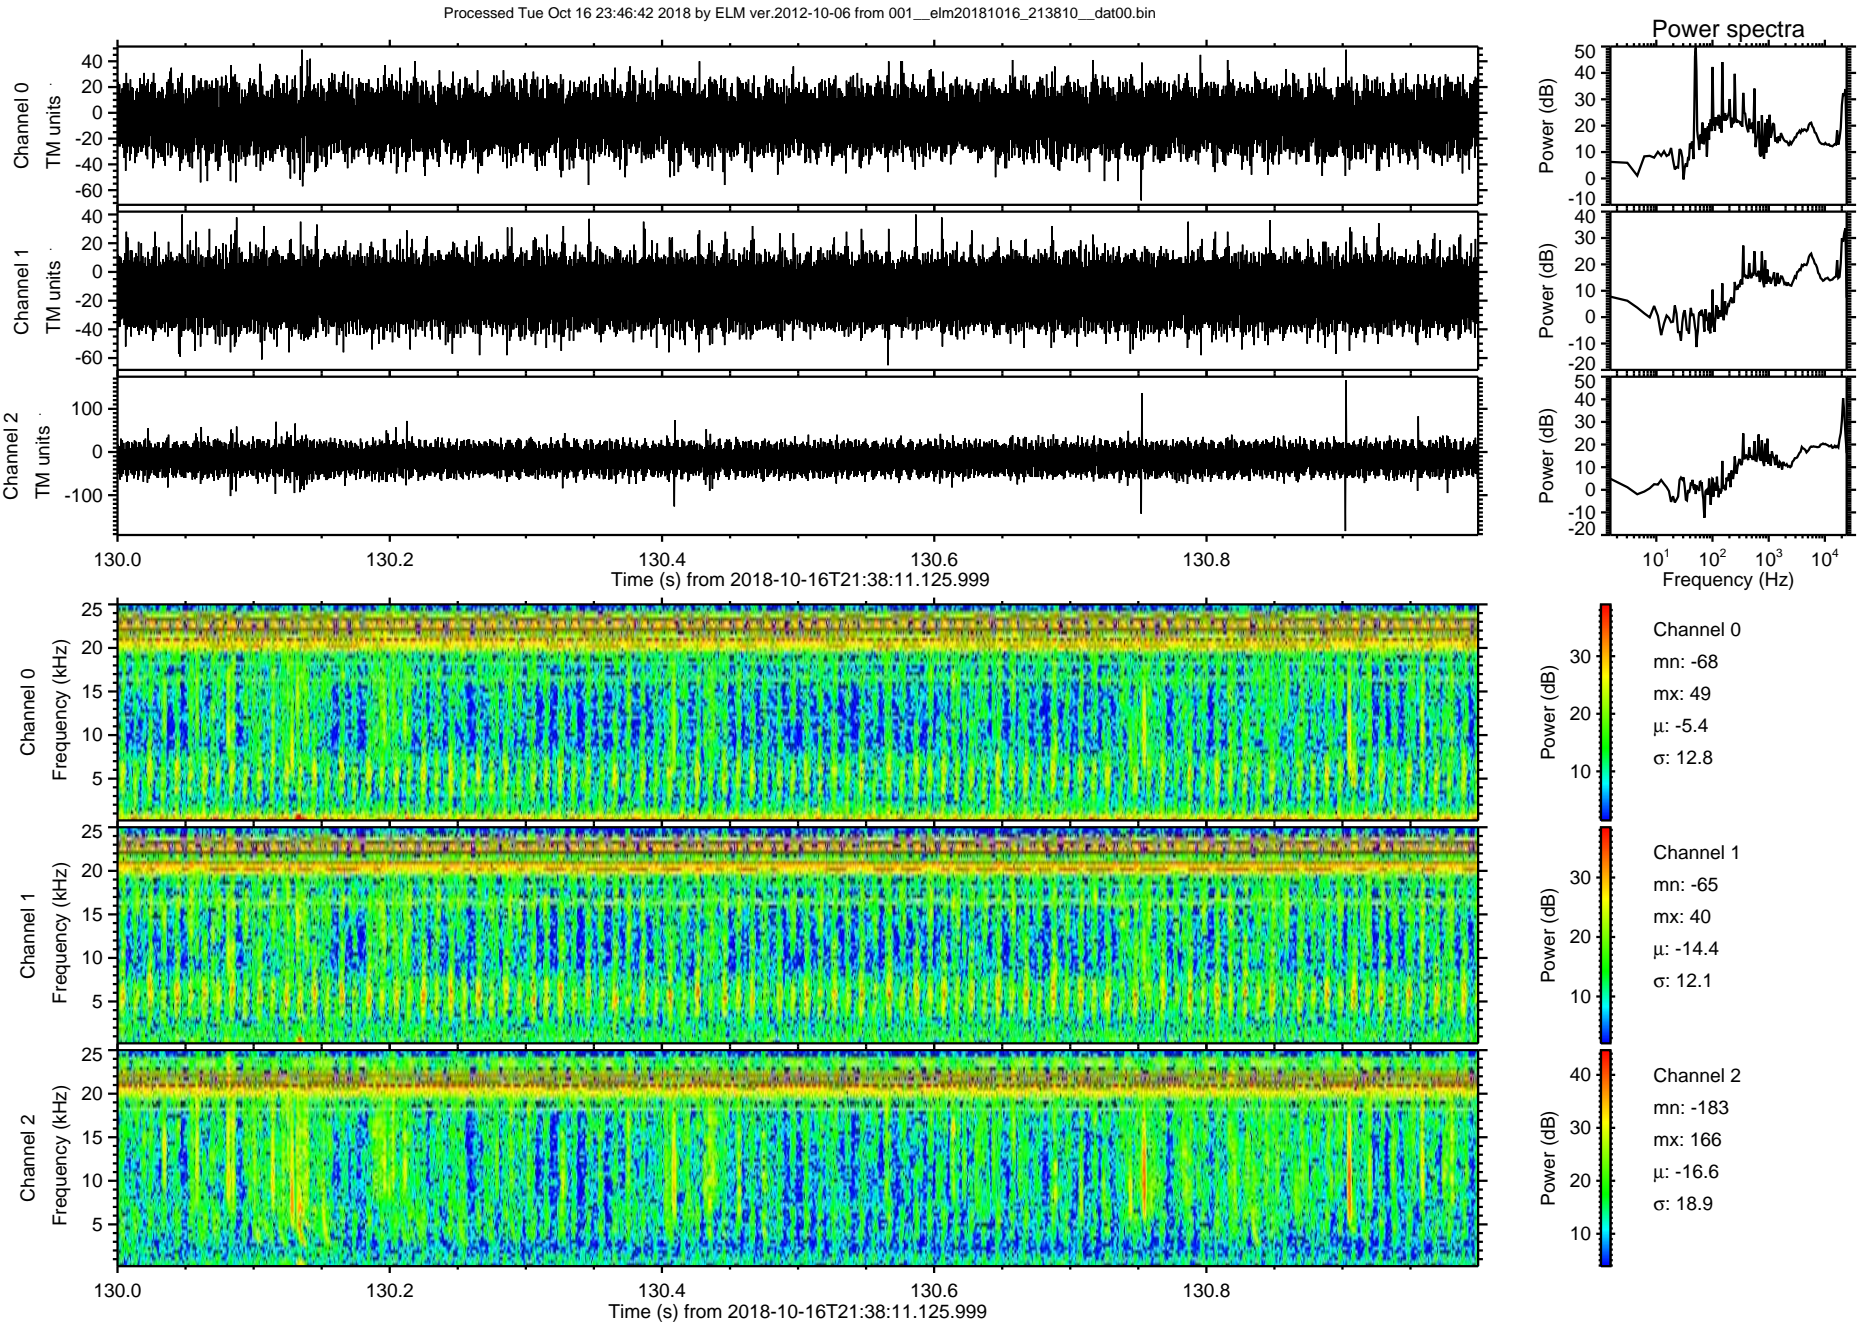 Processed Tue Oct 16 23:46:42 2018 by ELM ver.2012-10-06 from 001__elm20181016_213810__dat00.bin
Power spectra
Channel 0
TM units
40
20
0
-20
-40
-60
Power (dB)
50
40
30
20
10
0
-10
Channel 1
TM units
40
20
0
-20
-40
-60
Power (dB)
40
30
20
10
0
-10
-20
Channel 2
TM units
100
0
-100
Power (dB)
50
40
30
20
10
0
-10
-20
130.0 130.2 130.4 130.6 130.8
Time (s) from 2018-10-16T21:38:11.125.999
10¹ 10² 10³ 10⁴
Frequency (Hz)
Channel 0
Frequency (kHz)
25
20
15
10
5
Power (dB)
30
20
10
Channel 0
mn: -68
mx: 49
μ: -5.4
σ: 12.8
Channel 1
Frequency (kHz)
25
20
15
10
5
Power (dB)
30
20
10
Channel 1
mn: -65
mx: 40
μ: -14.4
σ: 12.1
Channel 2
Frequency (kHz)
25
20
15
10
5
Power (dB)
40
30
20
10
Channel 2
mn: -183
mx: 166
μ: -16.6
σ: 18.9
130.0 130.2 130.4 130.6 130.8
Time (s) from 2018-10-16T21:38:11.125.999